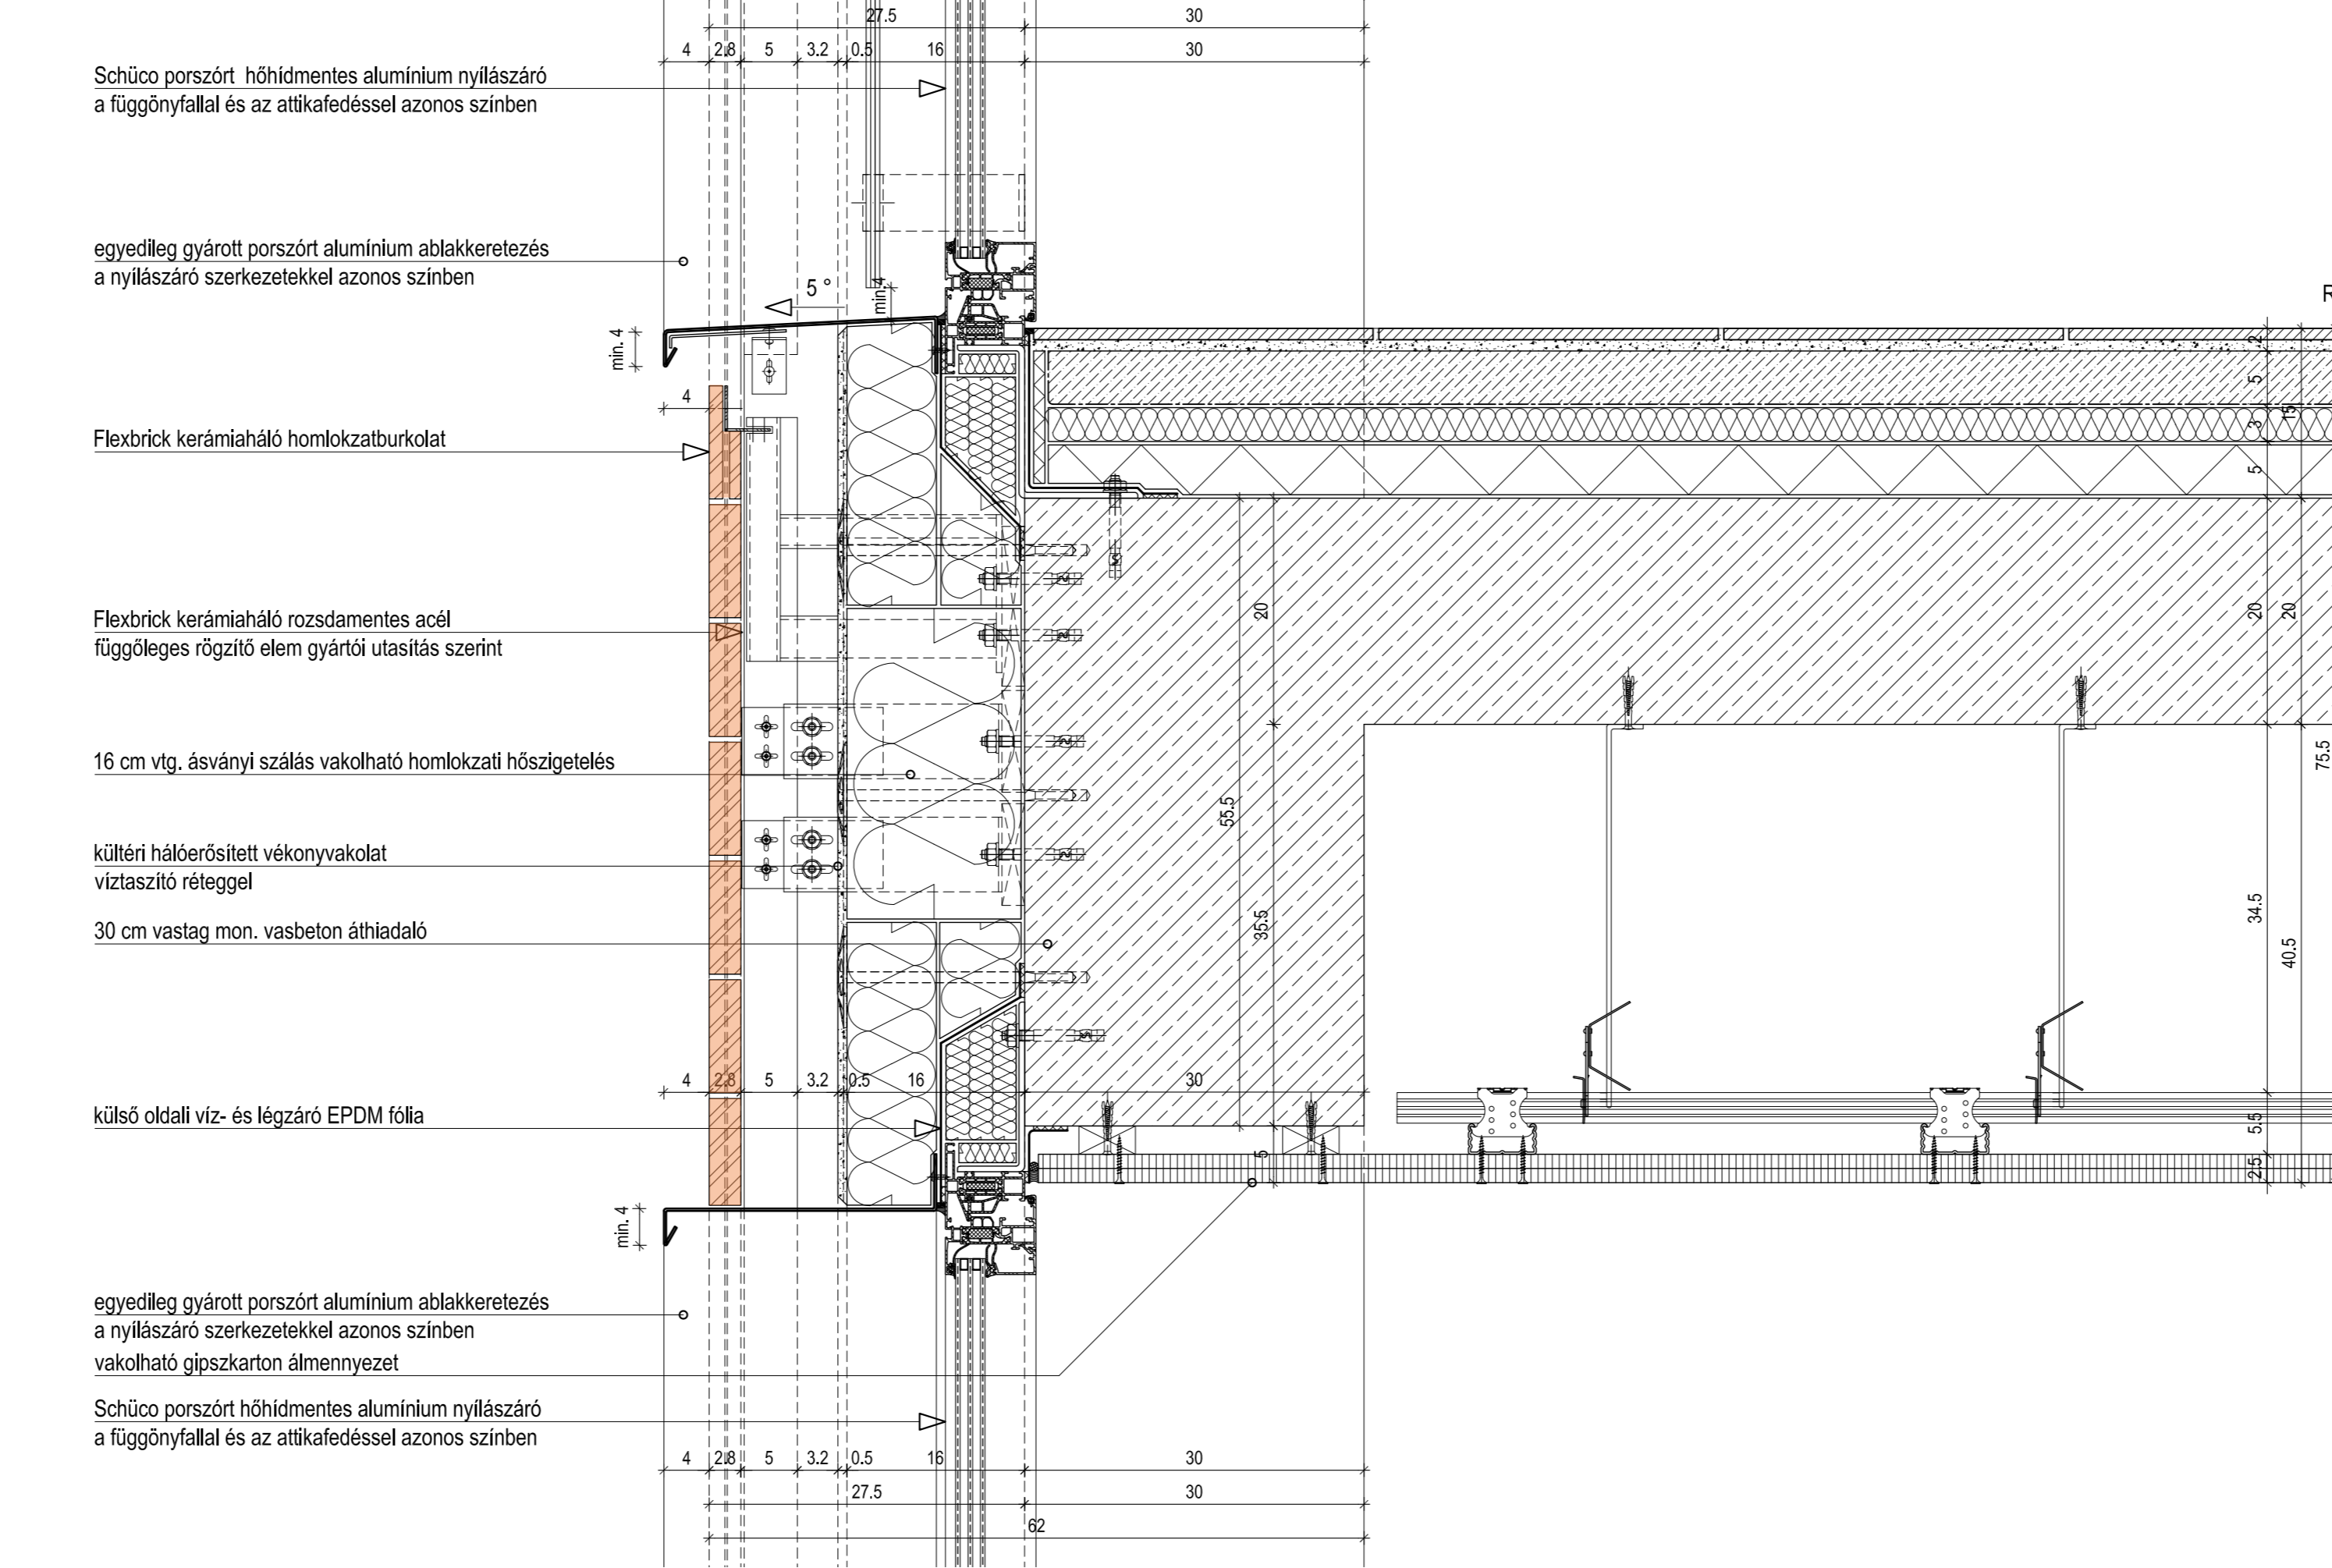 27.5 30
4 2.8 5 3.2 0.5 16 30
Schüco porszórt hőhídmentes alumínium nyílászáró
a függönyfallal és az attikafedéssel azonos színben
egyedileg gyárott porszórt alumínium ablakkeretezés
a nyílászáró szerkezetekkel azonos színben
5 °
min. 4
min. 4
R
4
2
5
3
5
15
Flexbrick kerámiaháló homlokzatburkolat
Flexbrick kerámiaháló rozsdamentes acél
függőleges rögzítő elem gyártói utasítás szerint
20
20
20
16 cm vtg. ásványi szálás vakolható homlokzati hőszigetelés
75.5
55.5
kültéri hálóerősített vékonyvakolat
víztaszító réteggel
30 cm vastag mon. vasbeton áthiadaló
35.5
34.5
40.5
4 2.8 5 3.2 0.5 16 30
külső oldali víz- és légzáró EPDM fólia
5.5
5
2.5
min. 4
egyedileg gyárott porszórt alumínium ablakkeretezés
a nyílászáró szerkezetekkel azonos színben
vakolható gipszkarton álmennyezet
Schüco porszórt hőhídmentes alumínium nyílászáró
a függönyfallal és az attikafedéssel azonos színben
4 2.8 5 3.2 0.5 16 30
27.5 30
62